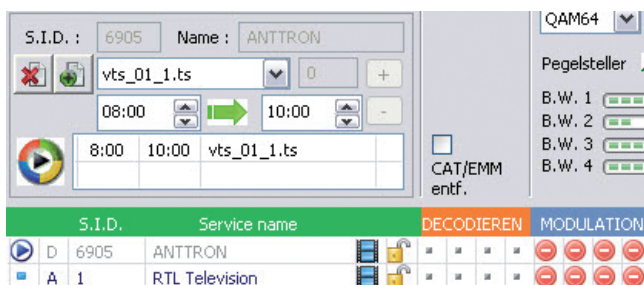 S.I.D. : 6905 Name : ANTTRON
vts_01_1.ts 0 +
08:00 10:00 -
8:00 10:00 vts_01_1.ts
CAT/EMM
entf.
QAM64
Pegelsteller
B.W. 1
B.W. 2
B.W. 3
B.W. 4
S.I.D. Service name DECODIEREN MODULATION
D 6905 ANTTRON
A 1 RTL Television